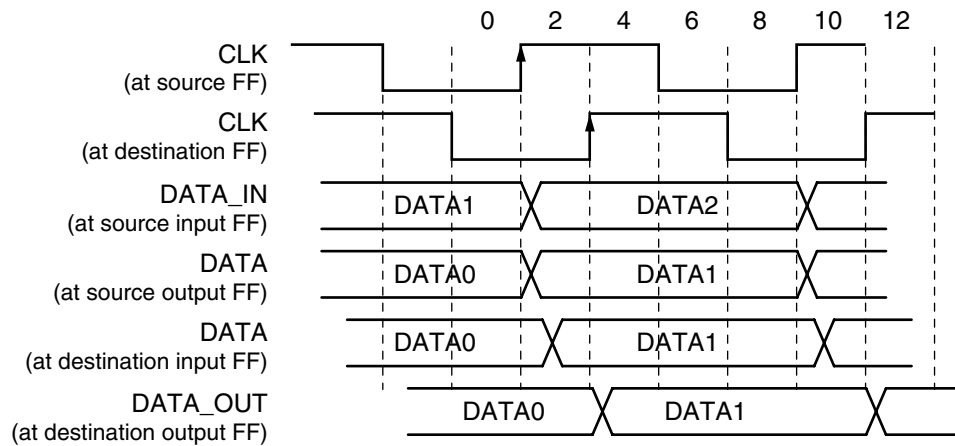 0 2 4 6 8 10 12
CLK
(at source FF)
CLK
(at destination FF)
DATA_IN
(at source input FF)
DATA1 DATA2
DATA
(at source output FF)
DATA0 DATA1
DATA
(at destination input FF)
DATA0 DATA1
DATA_OUT
(at destination output FF)
DATA0 DATA1